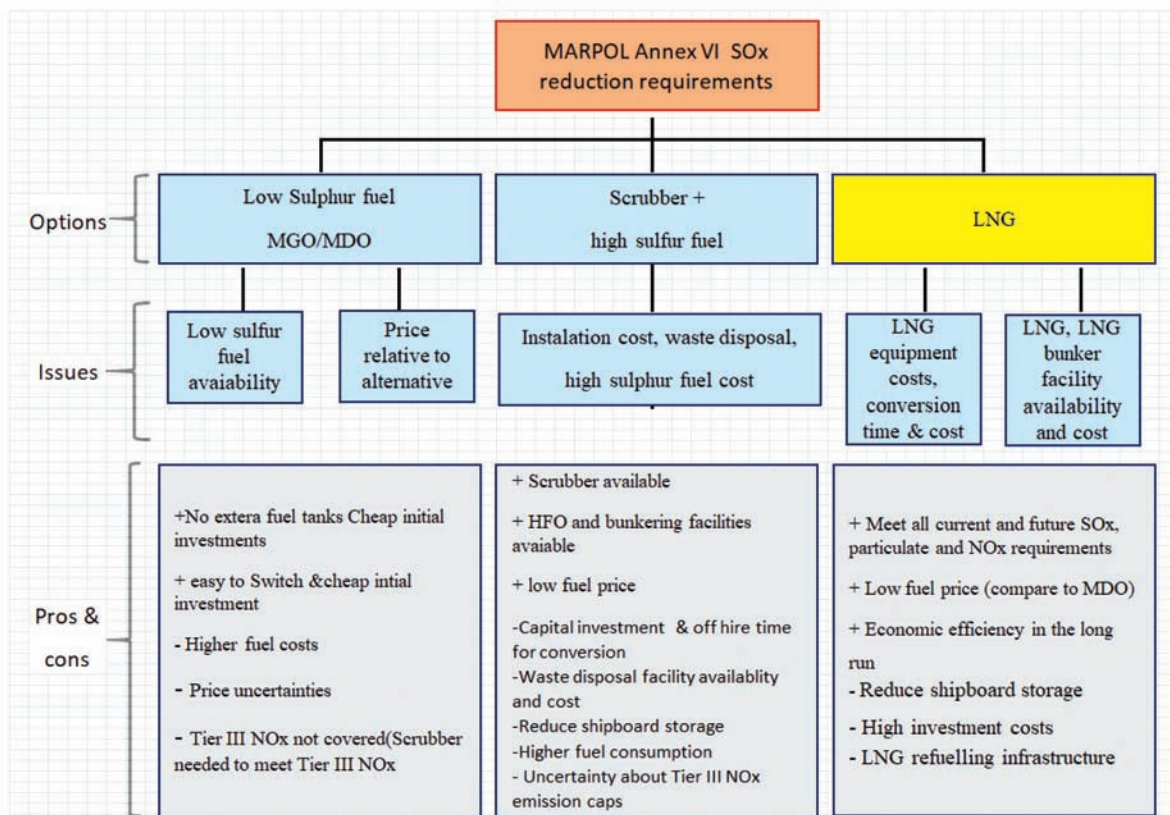 MARPOL Annex VI SOx
reduction requirements
Options
Low Sulphur fuel
MGO/MDO
Scrubber +
high sulfur fuel
LNG
Issues
Low sulfur
fuel
avaiability
Price
relative to
alternative
Instalation cost, waste disposal,
high sulphur fuel cost
LNG
equipment
costs,
conversion
time & cost
LNG, LNG
bunker
facility
availability
and cost
Pros &
cons
+No extera fuel tanks Cheap initial
investments
+ easy to Switch &cheap intial
investment
- Higher fuel costs
- Price uncertainties
- Tier III NOx not covered(Scrubber
needed to meet Tier III NOx
+ Scrubber available
+ HFO and bunkering facilities
avaiable
+ low fuel price
-Capital investment & off hire time
for conversion
-Waste disposal facility availablity
and cost
-Reduce shipboard storage
-Higher fuel consumption
- Uncertainty about Tier III NOx
emission caps
+ Meet all current and future SOx,
particulate and NOx requirements
+ Low fuel price (compare to MDO)
+ Economic efficiency in the long
run
- Reduce shipboard storage
- High investment costs
- LNG refuelling infrastructure